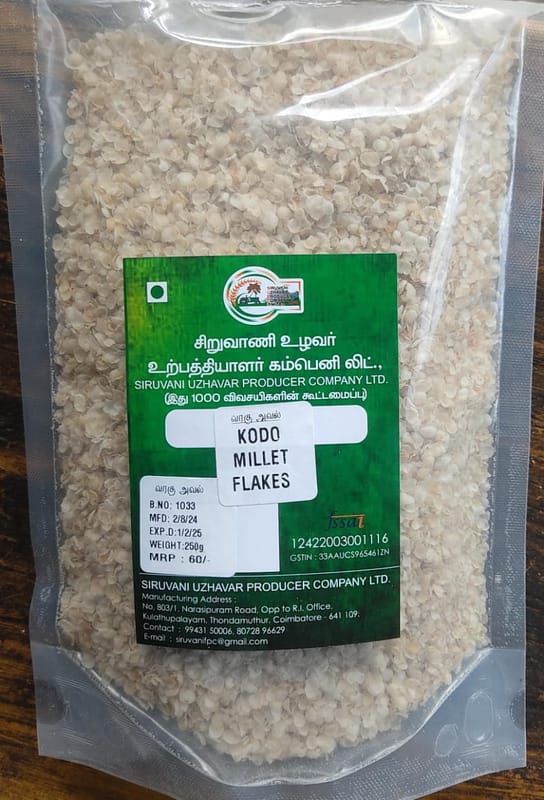 சிறுவாணி உழவர்
உற்பத்தியாளர் கம்பெனி லிட்.,
SIRUVANI UZHAVAR PRODUCER COMPANY LTD.
(இது 1000 விவசயிகளின் கூட்டமைப்பு)
வரகு அவல்
KODO
MILLET
FLAKES
வரகு அவல்
B.NO: 1033
MFD: 2/8/24
EXP.D:1/2/25
WEIGHT:250g
MRP : 60/-
fssai
12422003001116
GSTIN : 33AAUCS965461ZN
SIRUVANI UZHAVAR PRODUCER COMPANY LTD.
Manufacturing Address :
No, 803/1, Narasipuram Road, Opp to R.I. Office,
Kulathupalayam, Thondamuthur, Coimbatore - 641 109.
Contact : 99431 50006, 80728 96629
E-mail : siruvanifpc@gmail.com